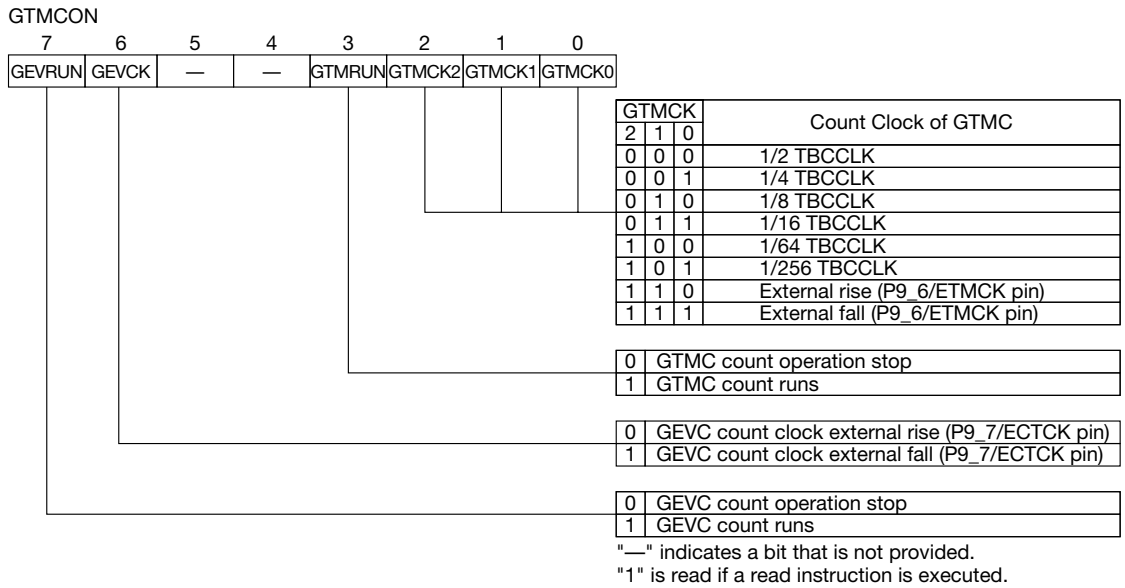 GTMCON
7 6 5 4 3 2 1 0
GEVRUN GEVCK — — GTMRUN GTMCK2 GTMCK1 GTMCK0
GTMCK Count Clock of GTMC
2 1 0
0 0 0 1/2 TBCCLK
0 0 1 1/4 TBCCLK
0 1 0 1/8 TBCCLK
0 1 1 1/16 TBCCLK
1 0 0 1/64 TBCCLK
1 0 1 1/256 TBCCLK
1 1 0 External rise (P9_6/ETMCK pin)
1 1 1 External fall (P9_6/ETMCK pin)
0 GTMC count operation stop
1 GTMC count runs
0 GEVC count clock external rise (P9_7/ECTCK pin)
1 GEVC count clock external fall (P9_7/ECTCK pin)
0 GEVC count operation stop
1 GEVC count runs
"—" indicates a bit that is not provided.
"1" is read if a read instruction is executed.